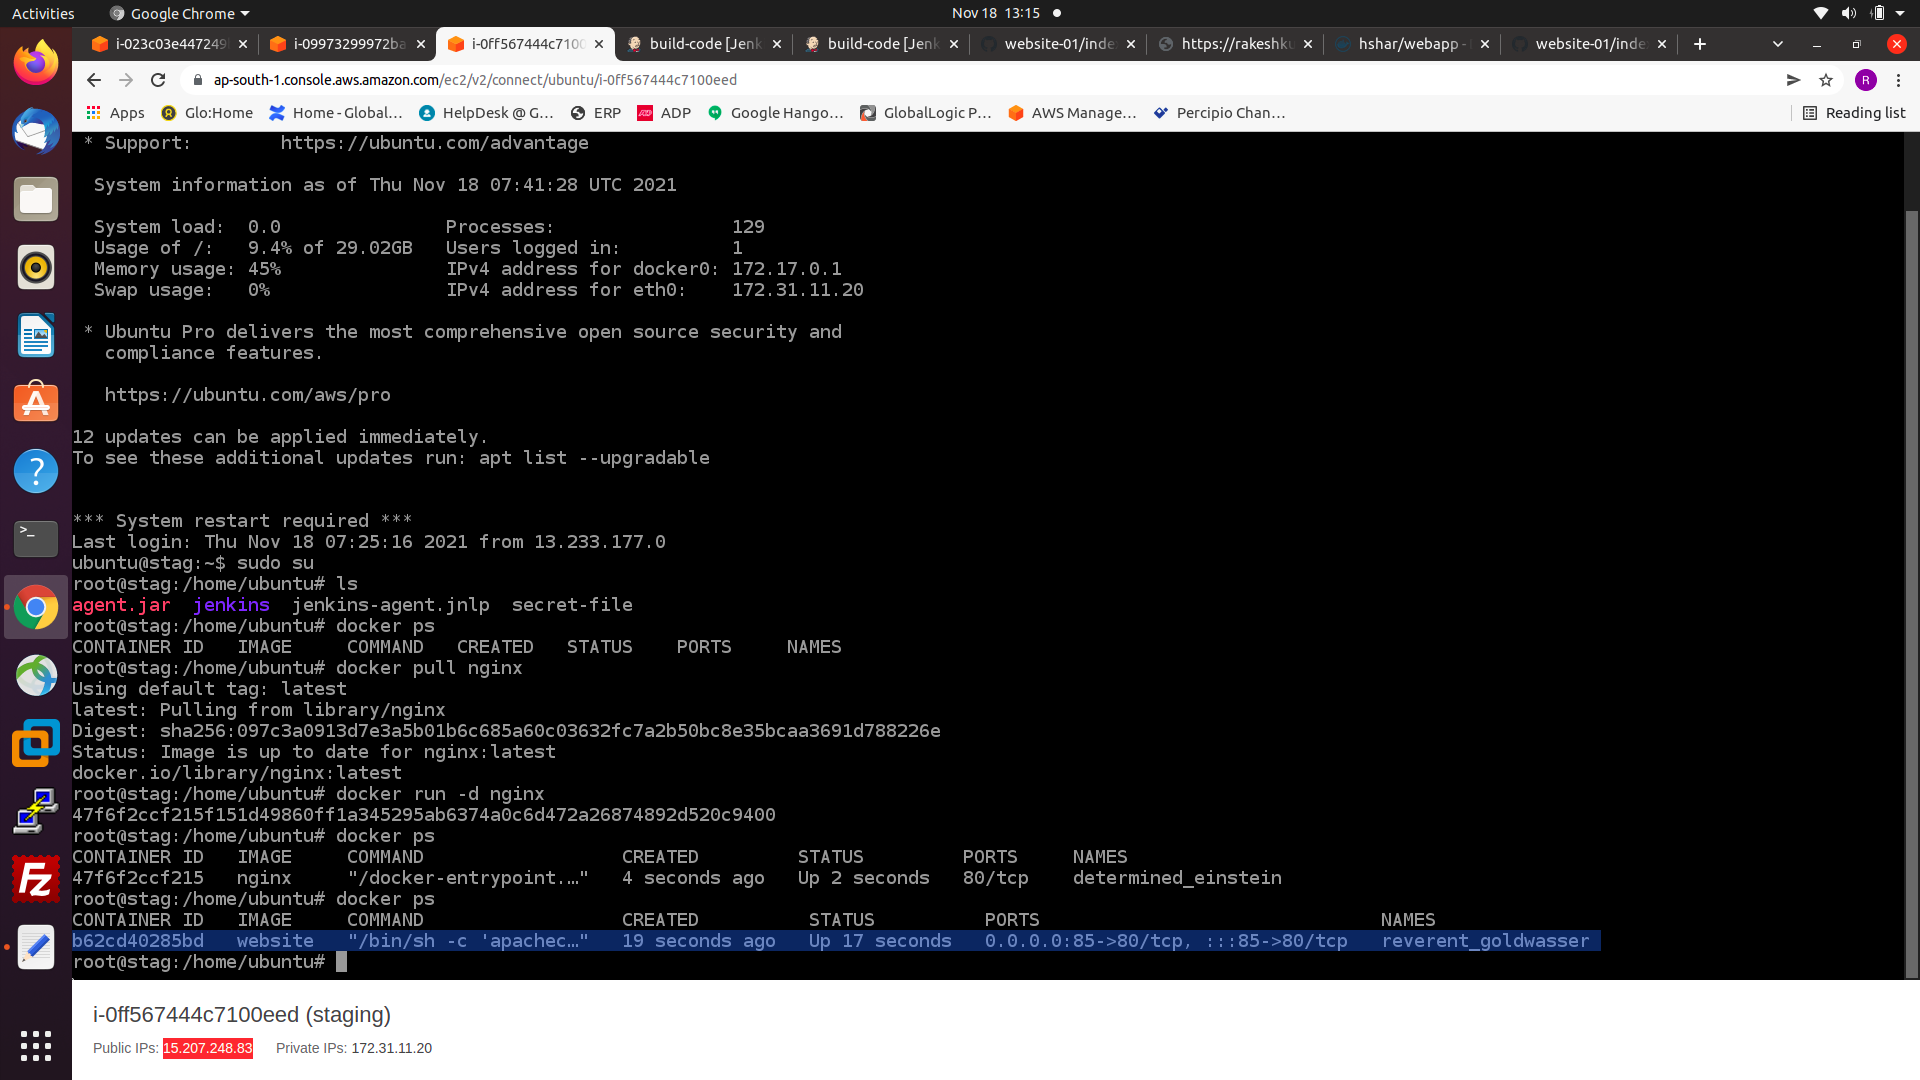 Activities Google Chrome Nov 18 13:15
i-023c03e447249 i-09973299972ba i-0ff567444c7100 build-code [Jenk build-code [Jenk website-01/inde https://rakeshku hshar/webapp - website-01/inde
ap-south-1.console.aws.amazon.com/ec2/v2/connect/ubuntu/i-0ff567444c7100eed R
Apps Glo:Home Home - Global... HelpDesk @ G... ERP ADP Google Hango... GlobalLogic P... AWS Manage... Percipio Chan... Reading list
* Support: https://ubuntu.com/advantage
System information as of Thu Nov 18 07:41:28 UTC 2021
System load: 0.0 Processes: 129
Usage of /: 9.4% of 29.02GB Users logged in: 1
Memory usage: 45% IPv4 address for docker0: 172.17.0.1
Swap usage: 0% IPv4 address for eth0: 172.31.11.20
* Ubuntu Pro delivers the most comprehensive open source security and
compliance features.
https://ubuntu.com/aws/pro
12 updates can be applied immediately.
To see these additional updates run: apt list --upgradable
*** System restart required ***
Last login: Thu Nov 18 07:25:16 2021 from 13.233.177.0
ubuntu@stag:~$ sudo su
root@stag:/home/ubuntu# ls
agent.jar jenkins jenkins-agent.jnlp secret-file
root@stag:/home/ubuntu# docker ps
CONTAINER ID IMAGE COMMAND CREATED STATUS PORTS NAMES
root@stag:/home/ubuntu# docker pull nginx
Using default tag: latest
latest: Pulling from library/nginx
Digest: sha256:097c3a0913d7e3a5b01b6c685a60c03632fc7a2b50bc8e35bcaa3691d788226e
Status: Image is up to date for nginx:latest
docker.io/library/nginx:latest
root@stag:/home/ubuntu# docker run -d nginx
47f6f2ccf215f151d49860ff1a345295ab6374a0c6d472a26874892d520c9400
root@stag:/home/ubuntu# docker ps
CONTAINER ID IMAGE COMMAND CREATED STATUS PORTS NAMES
47f6f2ccf215 nginx "/docker-entrypoint.…" 4 seconds ago Up 2 seconds 80/tcp determined_einstein
root@stag:/home/ubuntu# docker ps
CONTAINER ID IMAGE COMMAND CREATED STATUS PORTS NAMES
b62cd40285bd website "/bin/sh -c 'apachec…" 19 seconds ago Up 17 seconds 0.0.0.0:85->80/tcp, :::85->80/tcp reverent_goldwasser
root@stag:/home/ubuntu#
i-0ff567444c7100eed (staging)
Public IPs: 15.207.248.83 Private IPs: 172.31.11.20